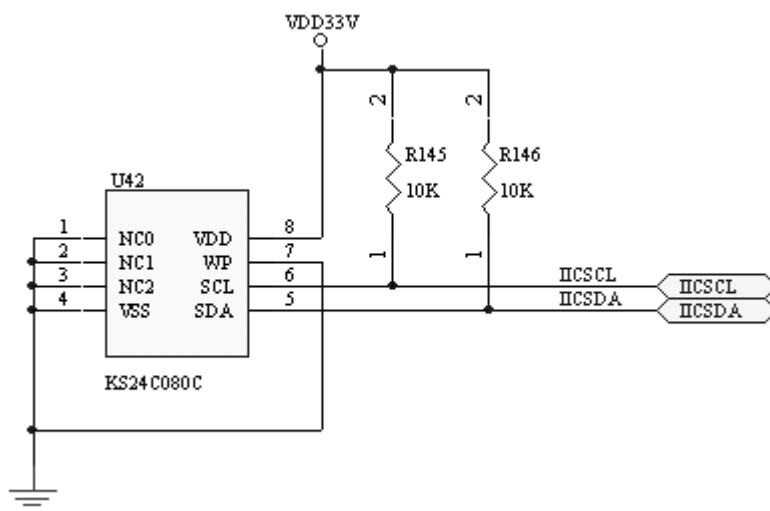 VDD33V
2 2
R145 R146
10K 10K
U42
1 NC0 VDD 8
2 NC1 WP 7
3 NC2 SCL 6
4 VSS SDA 5
1 1
IICSCL IICSCL
IICSDA IICSDA
KS24C080C